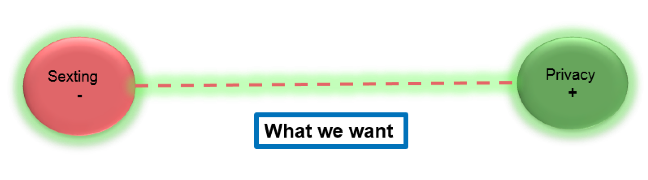 Sexting
-
Privacy
+
What we want